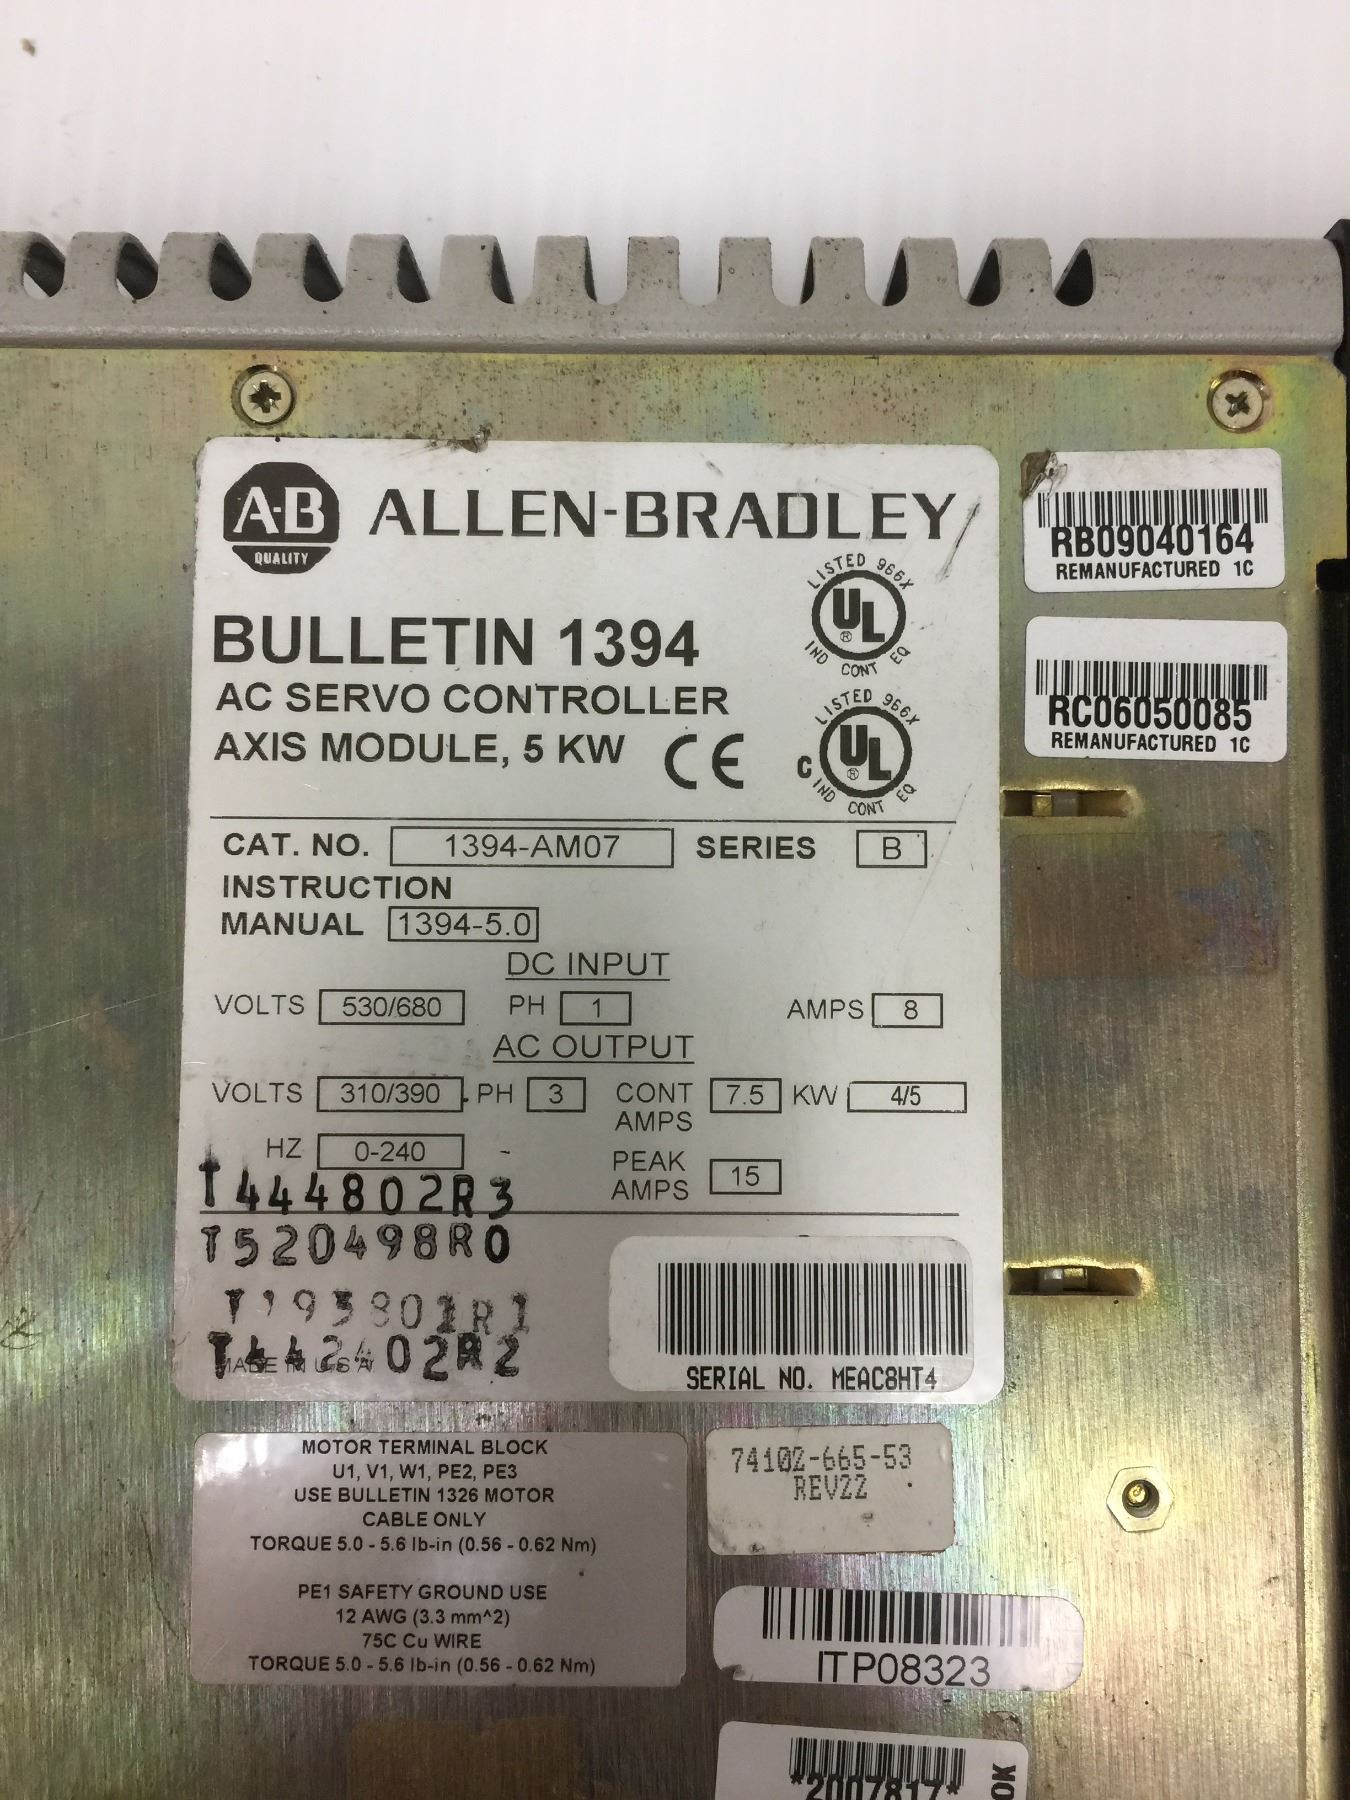 A-B
QUALITY
ALLEN-BRADLEY
LISTED 966X
UL
®
IND CONT EQ
BULLETIN 1394
AC SERVO CONTROLLER
AXIS MODULE, 5 KW
CE
LISTED 966X
C UL
®
IND CONT EQ
CAT. NO. 1394-AM07 SERIES B
INSTRUCTION
MANUAL 1394-5.0
DC INPUT
VOLTS 530/680 PH 1 AMPS 8
AC OUTPUT
VOLTS 310/390 PH 3 CONT AMPS 7.5 KW 4/5
HZ 0-240 PEAK AMPS 15
T444802R3
T520498R0
T442402R2
MADE IN U.S.A.
SERIAL NO. MEAC8HT4
RB09040164
REMANUFACTURED 1C
RC06050085
REMANUFACTURED 1C
MOTOR TERMINAL BLOCK
U1, V1, W1, PE2, PE3
USE BULLETIN 1326 MOTOR
CABLE ONLY
TORQUE 5.0 - 5.6 lb-in (0.56 - 0.62 Nm)
PE1 SAFETY GROUND USE
12 AWG (3.3 mm^2)
75C Cu WIRE
TORQUE 5.0 - 5.6 lb-in (0.56 - 0.62 Nm)
74102-665-53
REV22
ITP08323
*2007817*
OK